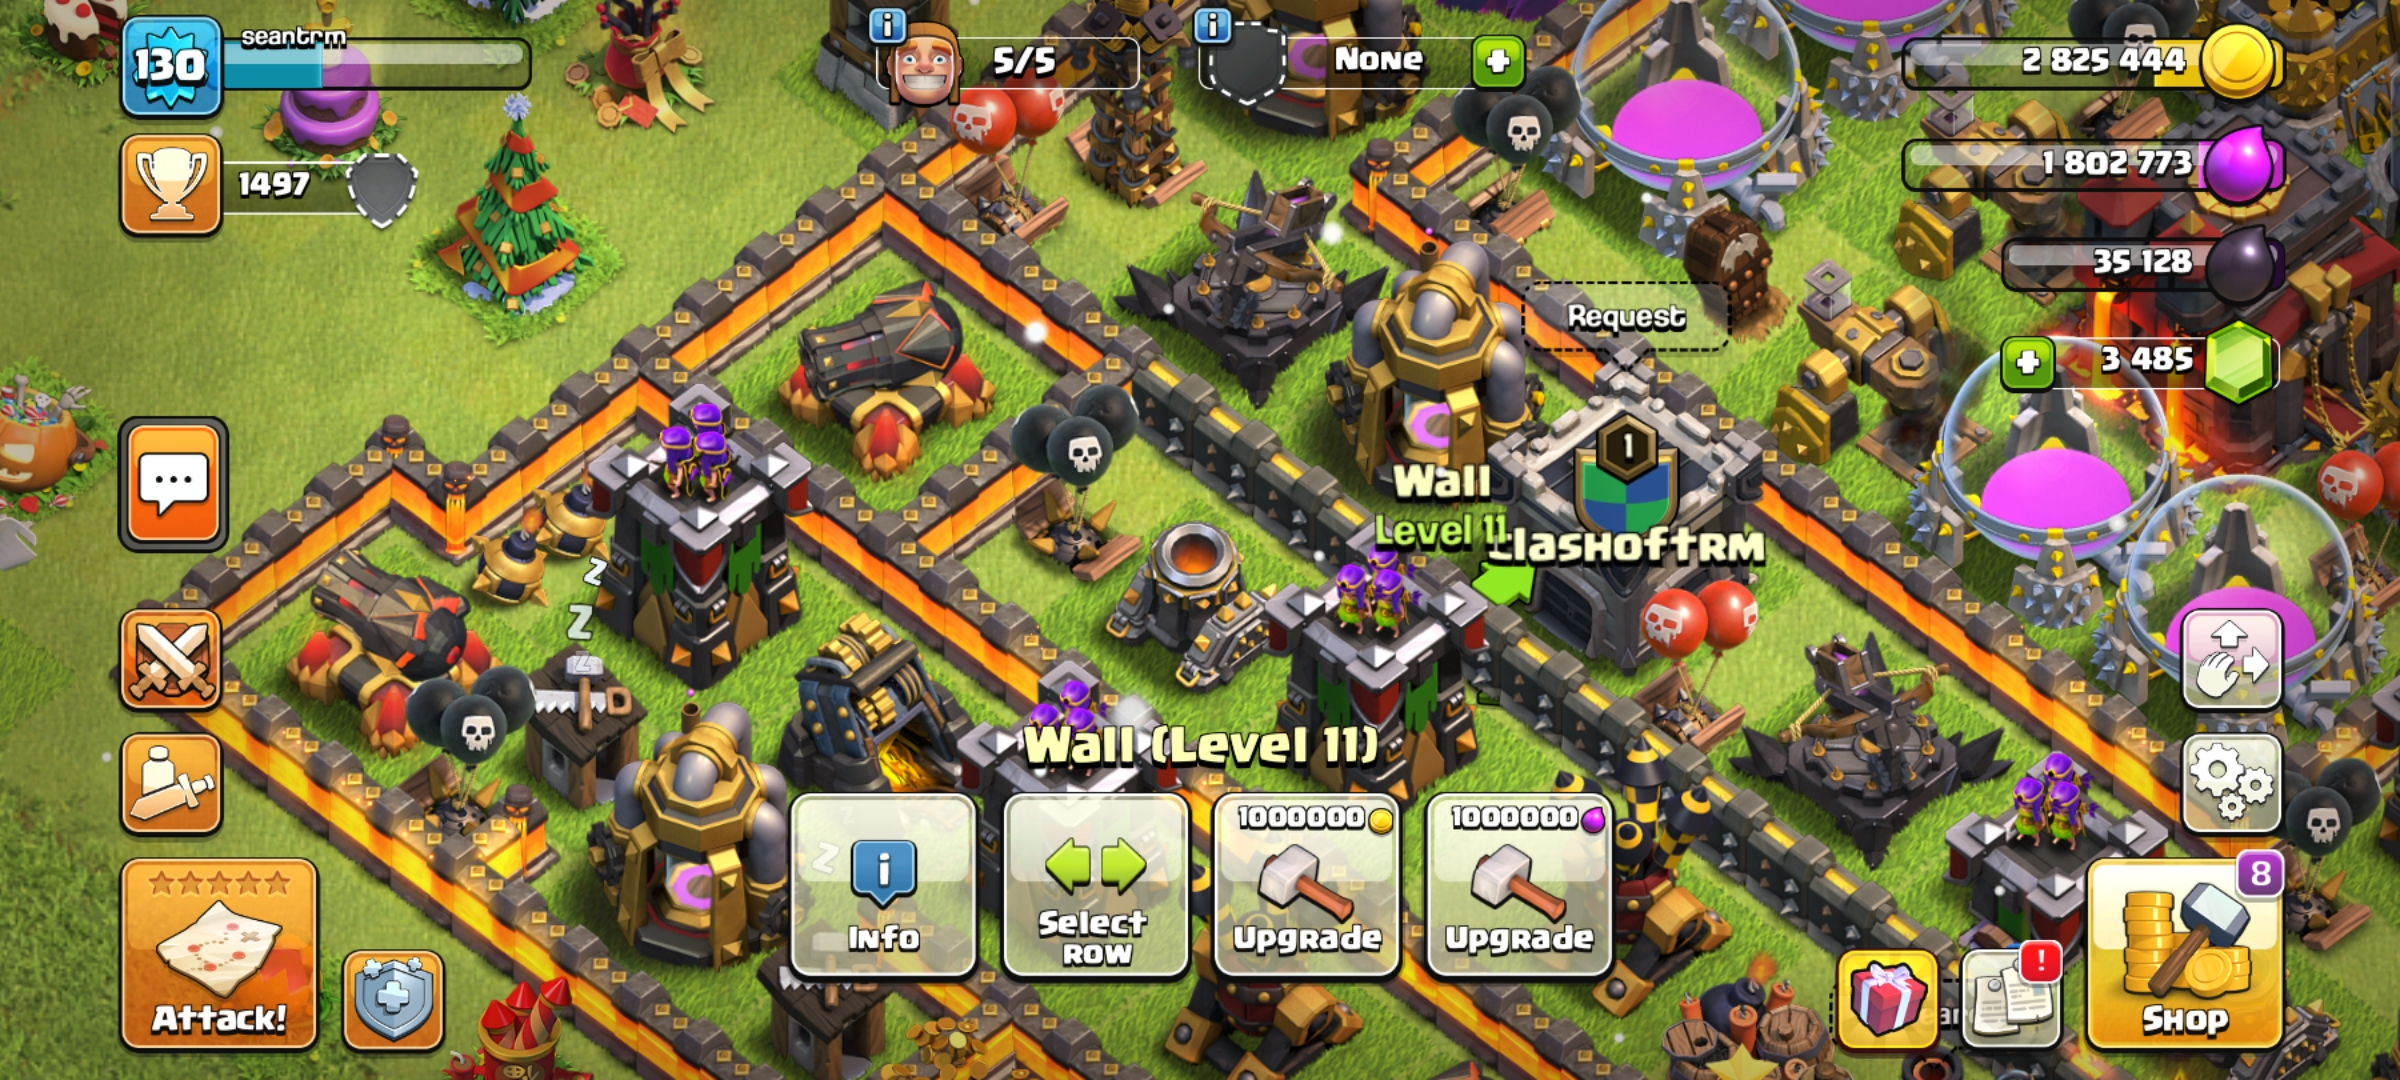 130
seantrm
5/5
None
2 825 444
1497
1 802 773
35 128
Request
3 485
1
Wall
Level 11
ClashofTRM
Z
Z
Z
Wall (Level 11)
Z
i
Info
Select
row
1000000
Upgrade
1000000
Upgrade
Attack!
8
!
Shop